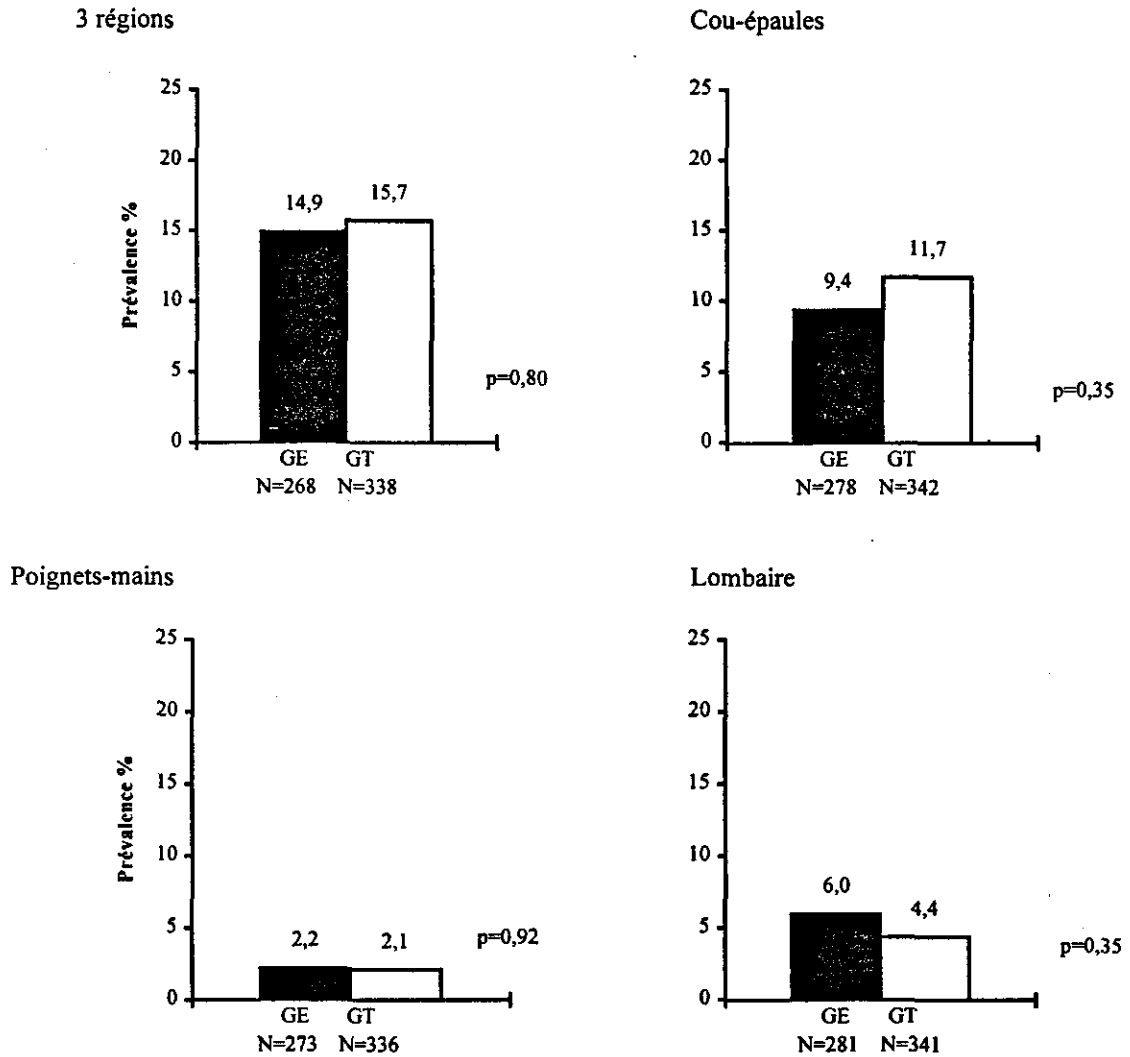 3 régions
25
20
15
10
5
0
Prévalence %
14,9
15,7
p=0,80
GE GT
N=268 N=338
Cou-épaules
25
20
15
10
5
0
9,4
11,7
p=0,35
GE GT
N=278 N=342
Poignets-mains
25
20
15
10
5
0
Prévalence %
2,2
2,1
p=0,92
GE GT
N=273 N=336
Lombaire
25
20
15
10
5
0
6,0
4,4
p=0,35
GE GT
N=281 N=341